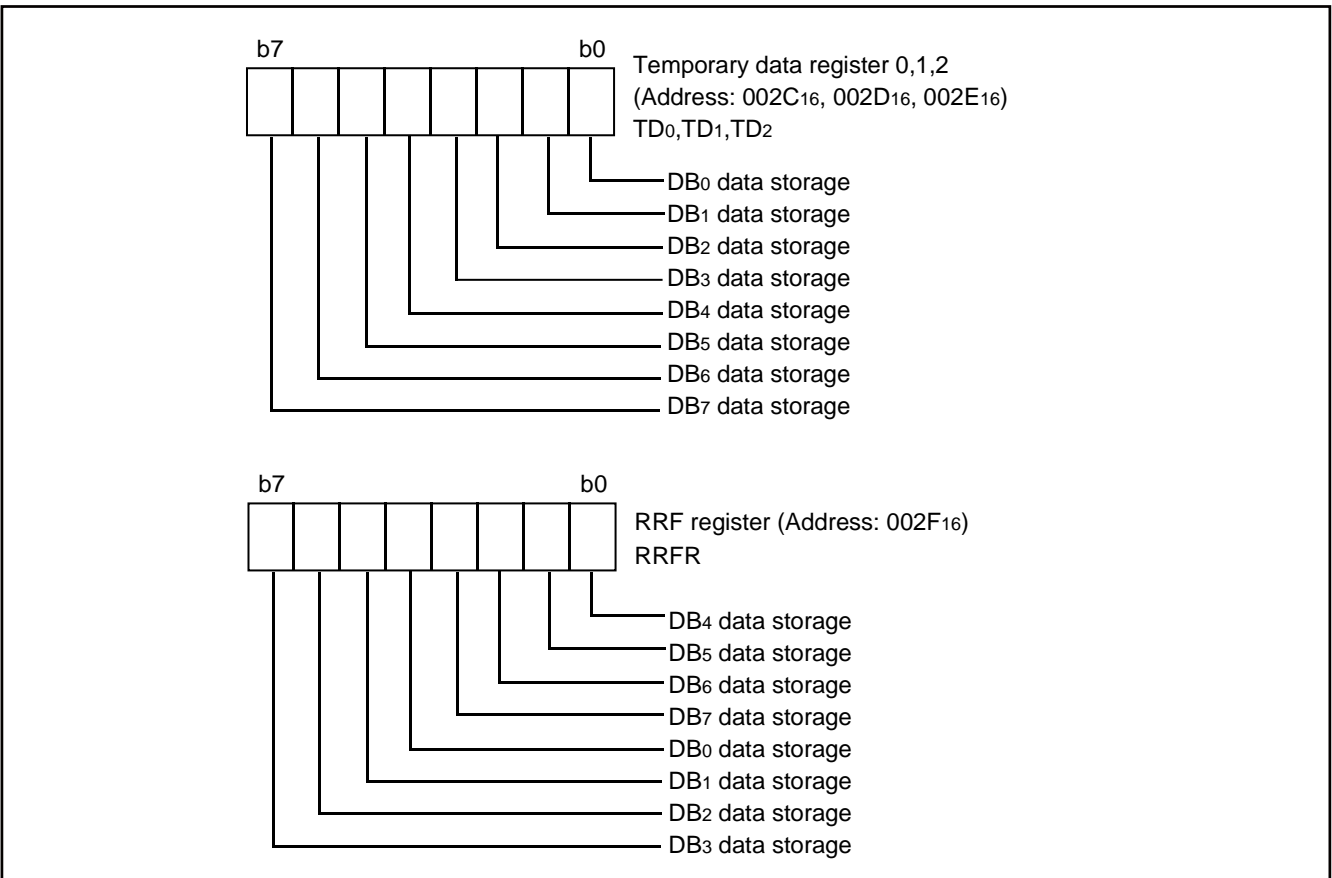 b7 b0
Temporary data register 0,1,2
(Address: 002C16, 002D16, 002E16)
TD0,TD1,TD2
DB0 data storage
DB1 data storage
DB2 data storage
DB3 data storage
DB4 data storage
DB5 data storage
DB6 data storage
DB7 data storage
b7 b0
RRF register (Address: 002F16)
RRFR
DB4 data storage
DB5 data storage
DB6 data storage
DB7 data storage
DB0 data storage
DB1 data storage
DB2 data storage
DB3 data storage